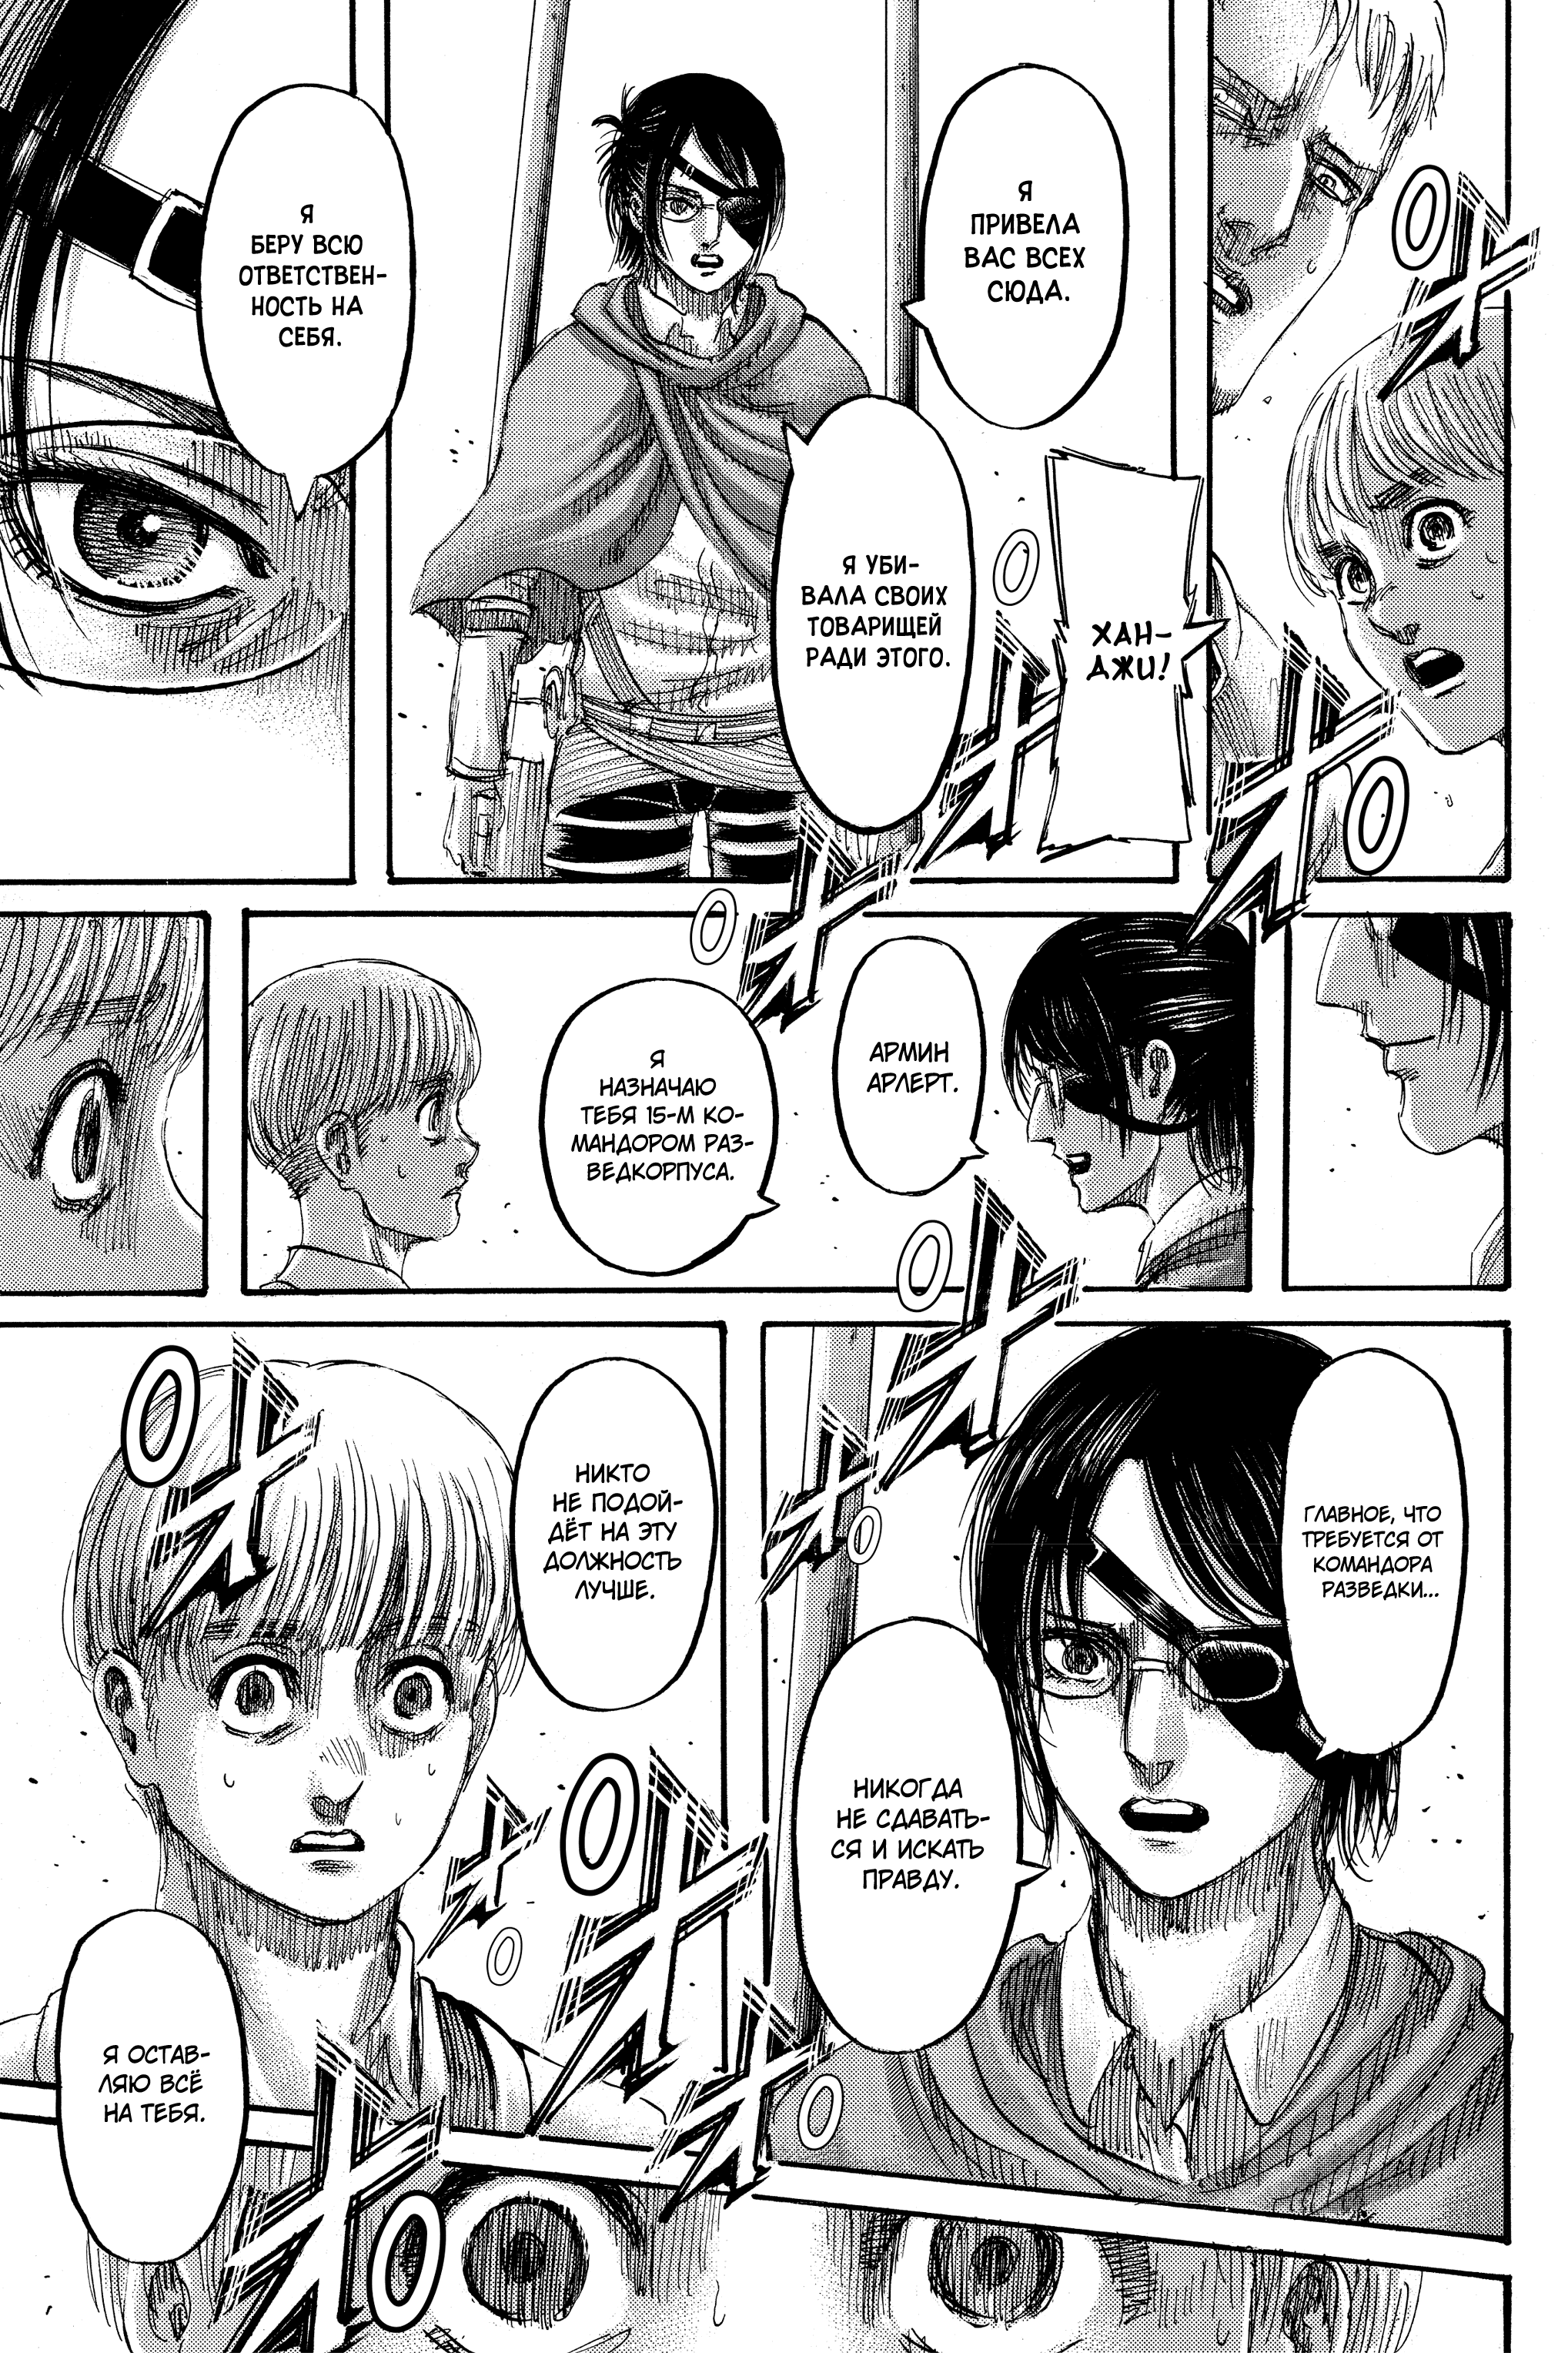 ХАН-
ДЖИ!
Я
ПРИВЕЛА
ВАС ВСЕХ
СЮДА.
Я УБИ-
ВАЛА СВОИХ
ТОВАРИЩЕЙ
РАДИ ЭТОГО.
Я
БЕРУ ВСЮ
ОТВЕТСТВЕН-
НОСТЬ НА
СЕБЯ.
АРМИН
АРЛЕРТ.
Я
НАЗНАЧАЮ
ТЕБЯ 15-М КО-
МАНДОРОМ РАЗ-
ВЕДКОРПУСА.
ГЛАВНОЕ, ЧТО
ТРЕБУЕТСЯ ОТ
КОМАНДОРА
РАЗВЕДКИ...
НИКОГДА
НЕ СДАВАТЬ-
СЯ И ИСКАТЬ
ПРАВДУ.
НИКТО
НЕ ПОДОЙ-
ДЁТ НА ЭТУ
ДОЛЖНОСТЬ
ЛУЧШЕ.
Я ОСТАВ-
ЛЯЮ ВСЁ
НА ТЕБЯ.